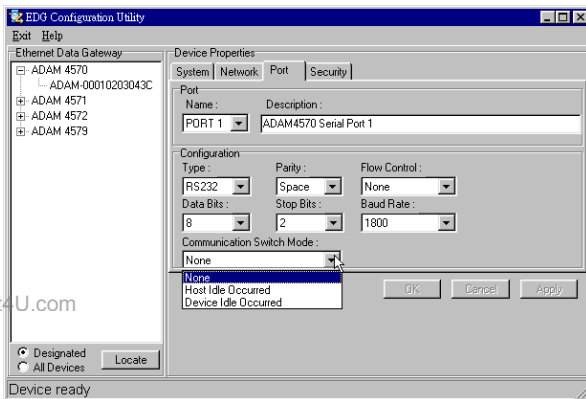 EDG Configuration Utility
Exit Help
Ethernet Data Gateway
ADAM 4570
ADAM-00010203043C
ADAM 4571
ADAM 4572
ADAM 4579
Designated
All Devices
Locate
Device Properties
System Network Port Security
Port
Name : Description :
PORT 1 ADAM4570 Serial Port 1
Configuration
Type : Parity : Flow Control :
RS232 Space None
Data Bits : Stop Bits : Baud Rate :
8 2 1800
Communication Switch Mode :
None
None
Host Idle Occurred
Device Idle Occurred
OK Cancel Apply
4U.com
Device ready